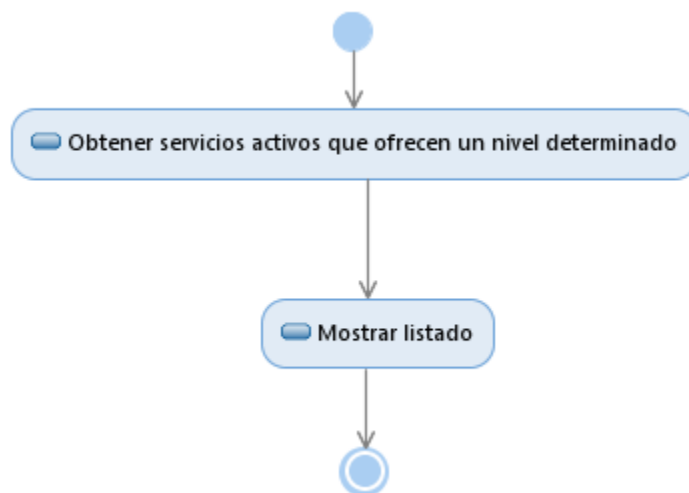 Obtener servicios activos que ofrecen un nivel determinado
Mostrar listado